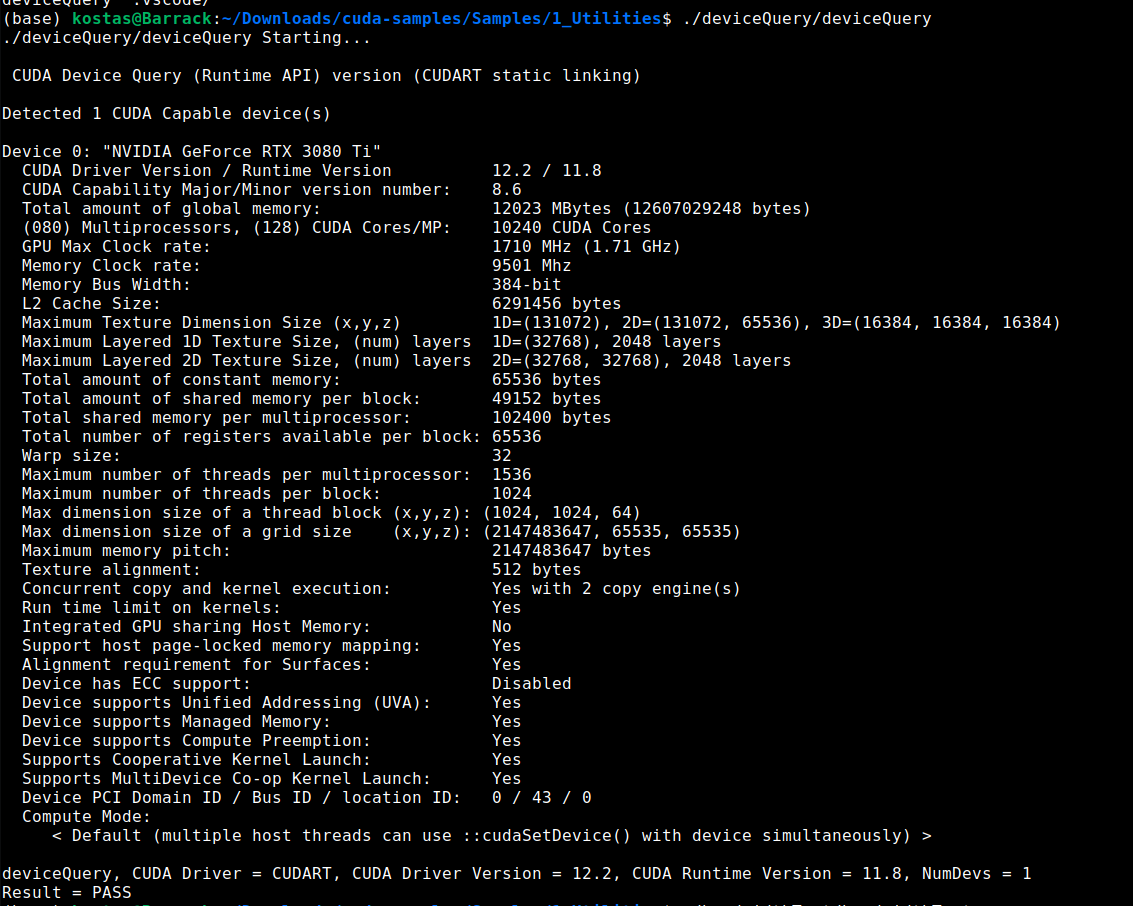 (base) kostas@Barrack:~/Downloads/cuda-samples/Samples/1_Utilities$ ./deviceQuery/deviceQuery
./deviceQuery/deviceQuery Starting...

 CUDA Device Query (Runtime API) version (CUDART static linking)

Detected 1 CUDA Capable device(s)

Device 0: "NVIDIA GeForce RTX 3080 Ti"
  CUDA Driver Version / Runtime Version          12.2 / 11.8
  CUDA Capability Major/Minor version number:    8.6
  Total amount of global memory:                 12023 MBytes (12607029248 bytes)
  (080) Multiprocessors, (128) CUDA Cores/MP:    10240 CUDA Cores
  GPU Max Clock rate:                            1710 MHz (1.71 GHz)
  Memory Clock rate:                             9501 Mhz
  Memory Bus Width:                              384-bit
  L2 Cache Size:                                 6291456 bytes
  Maximum Texture Dimension Size (x,y,z)         1D=(131072), 2D=(131072, 65536), 3D=(16384, 16384, 16384)
  Maximum Layered 1D Texture Size, (num) layers  1D=(32768), 2048 layers
  Maximum Layered 2D Texture Size, (num) layers  2D=(32768, 32768), 2048 layers
  Total amount of constant memory:               65536 bytes
  Total amount of shared memory per block:       49152 bytes
  Total shared memory per multiprocessor:        102400 bytes
  Total number of registers available per block: 65536
  Warp size:                                     32
  Maximum number of threads per multiprocessor:  1536
  Maximum number of threads per block:           1024
  Max dimension size of a thread block (x,y,z): (1024, 1024, 64)
  Max dimension size of a grid size    (x,y,z): (2147483647, 65535, 65535)
  Maximum memory pitch:                          2147483647 bytes
  Texture alignment:                             512 bytes
  Concurrent copy and kernel execution:          Yes with 2 copy engine(s)
  Run time limit on kernels:                     Yes
  Integrated GPU sharing Host Memory:            No
  Support host page-locked memory mapping:       Yes
  Alignment requirement for Surfaces:            Yes
  Device has ECC support:                        Disabled
  Device supports Unified Addressing (UVA):      Yes
  Device supports Managed Memory:                Yes
  Device supports Compute Preemption:            Yes
  Supports Cooperative Kernel Launch:            Yes
  Supports MultiDevice Co-op Kernel Launch:      Yes
  Device PCI Domain ID / Bus ID / location ID:   0 / 43 / 0
  Compute Mode:
     < Default (multiple host threads can use ::cudaSetDevice() with device simultaneously) >

deviceQuery, CUDA Driver = CUDART, CUDA Driver Version = 12.2, CUDA Runtime Version = 11.8, NumDevs = 1
Result = PASS